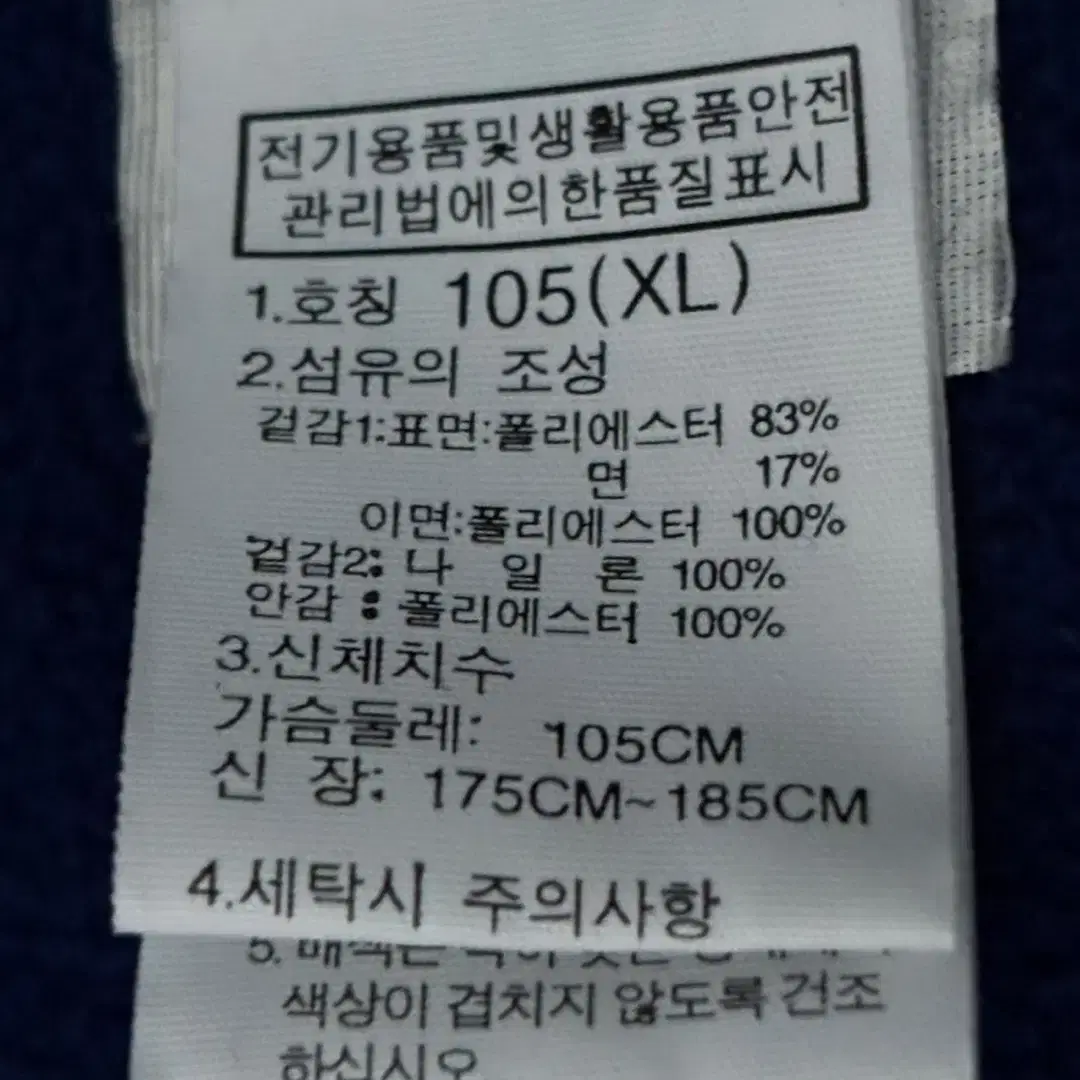 전기용품및생활용품안전
관리법에의한품질표시
1.호칭 105(XL)
2.섬유의 조성
겉감1:표면:폴리에스터 83%
면 17%
이면:폴리에스터 100%
겉감2: 나 일 론 100%
안감 : 폴리에스터 100%
3.신체치수
가슴둘레: 105CM
신 장: 175CM~185CM
4.세탁시 주의사항
5.
색상이 겹치지 않도록 건조
하십시오